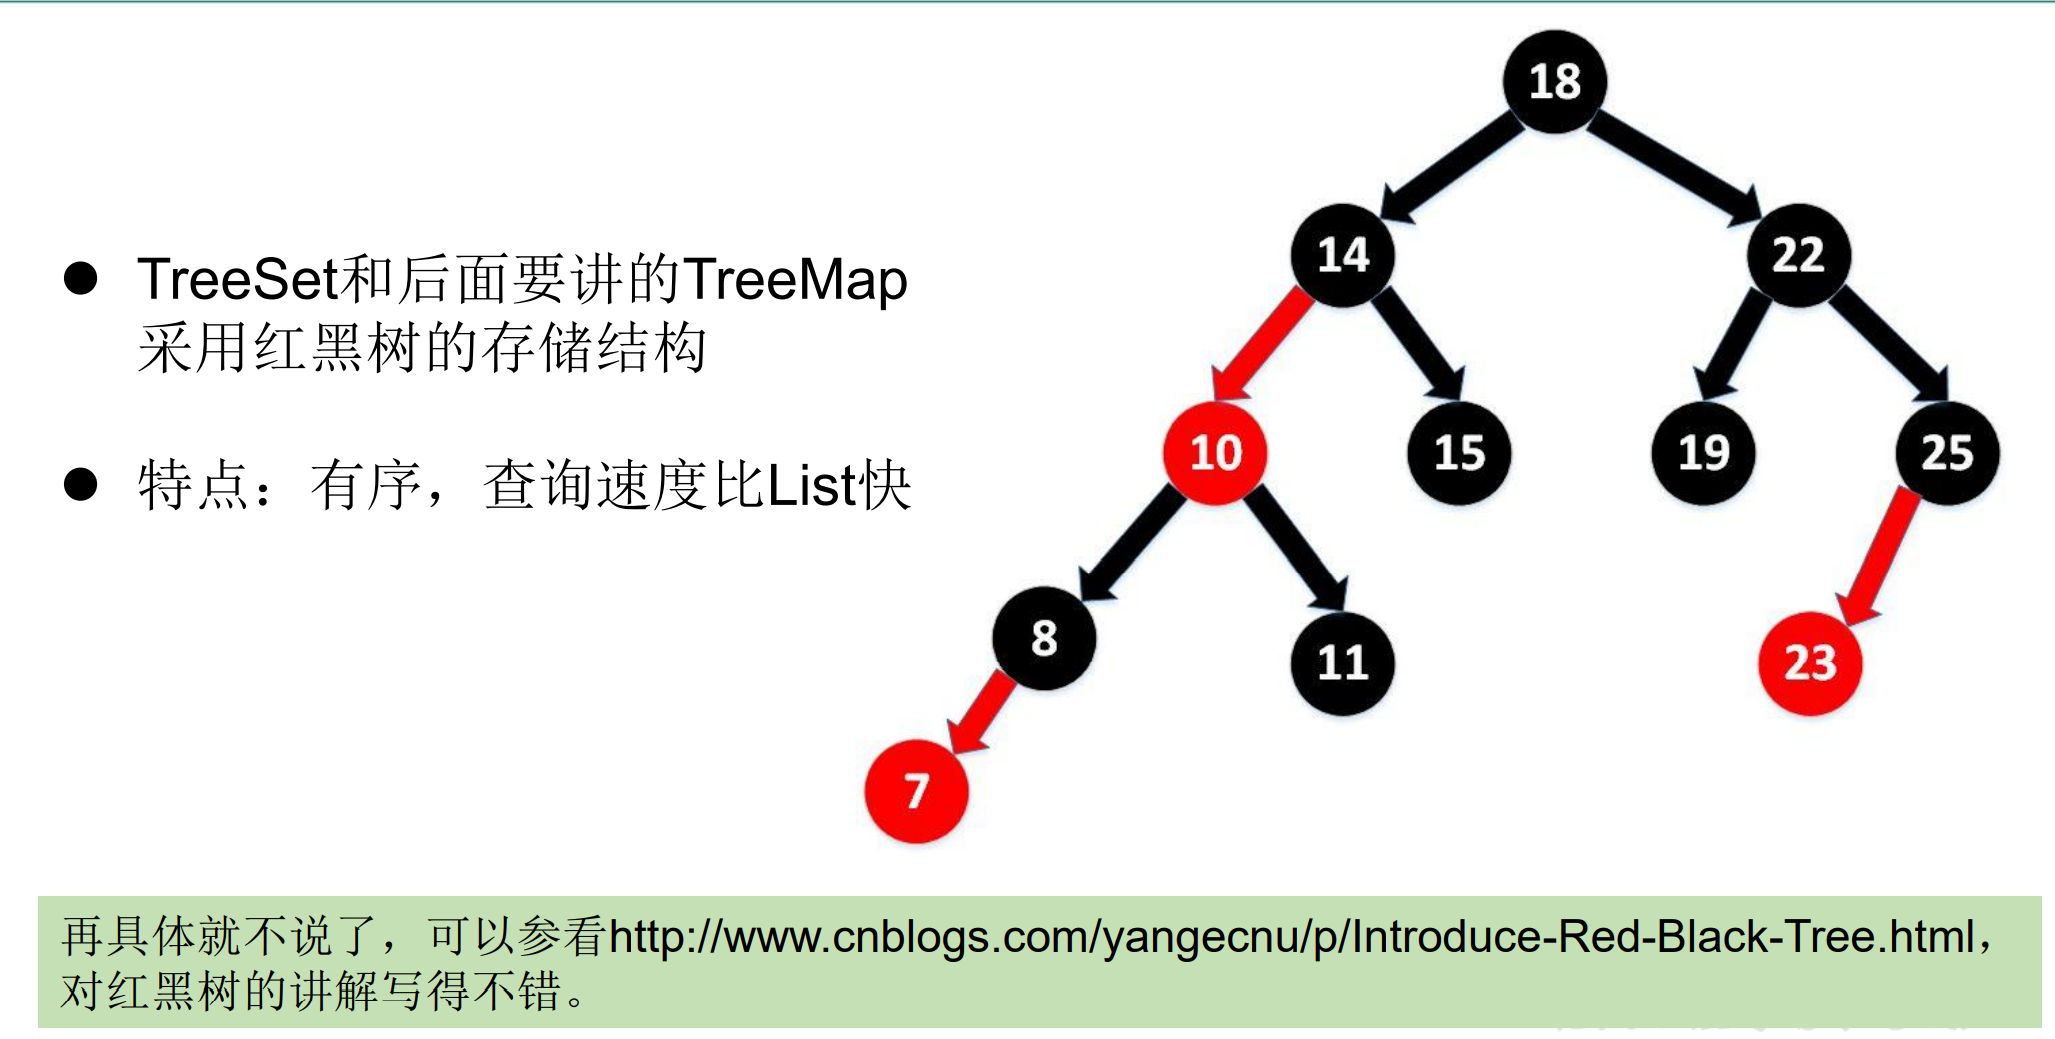 TreeSet和后面要讲的TreeMap
采用红黑树的存储结构
特点：有序，查询速度比List快
18
14
22
10
15
19
25
8
11
23
7
再具体就不说了，可以参看http://www.cnblogs.com/yangecnu/p/Introduce-Red-Black-Tree.html，
对红黑树的讲解写得不错。